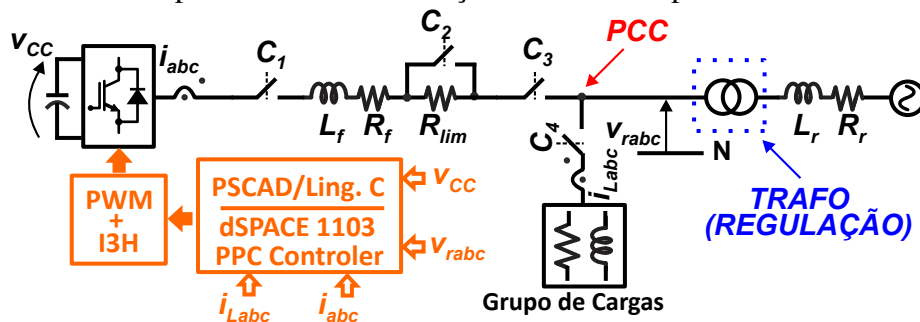 v_CC
i_abc
C_1
L_f
R_f
C_2
R_lim
C_3
PCC
C_4
i_Labc
v_rabc
N
L_r
R_r
TRAFO
(REGULAÇÃO)
PWM
+
I3H
PSCAD/Ling. C
dSPACE 1103
PPC Controler
v_CC
v_rabc
i_Labc
i_abc
Grupo de Cargas